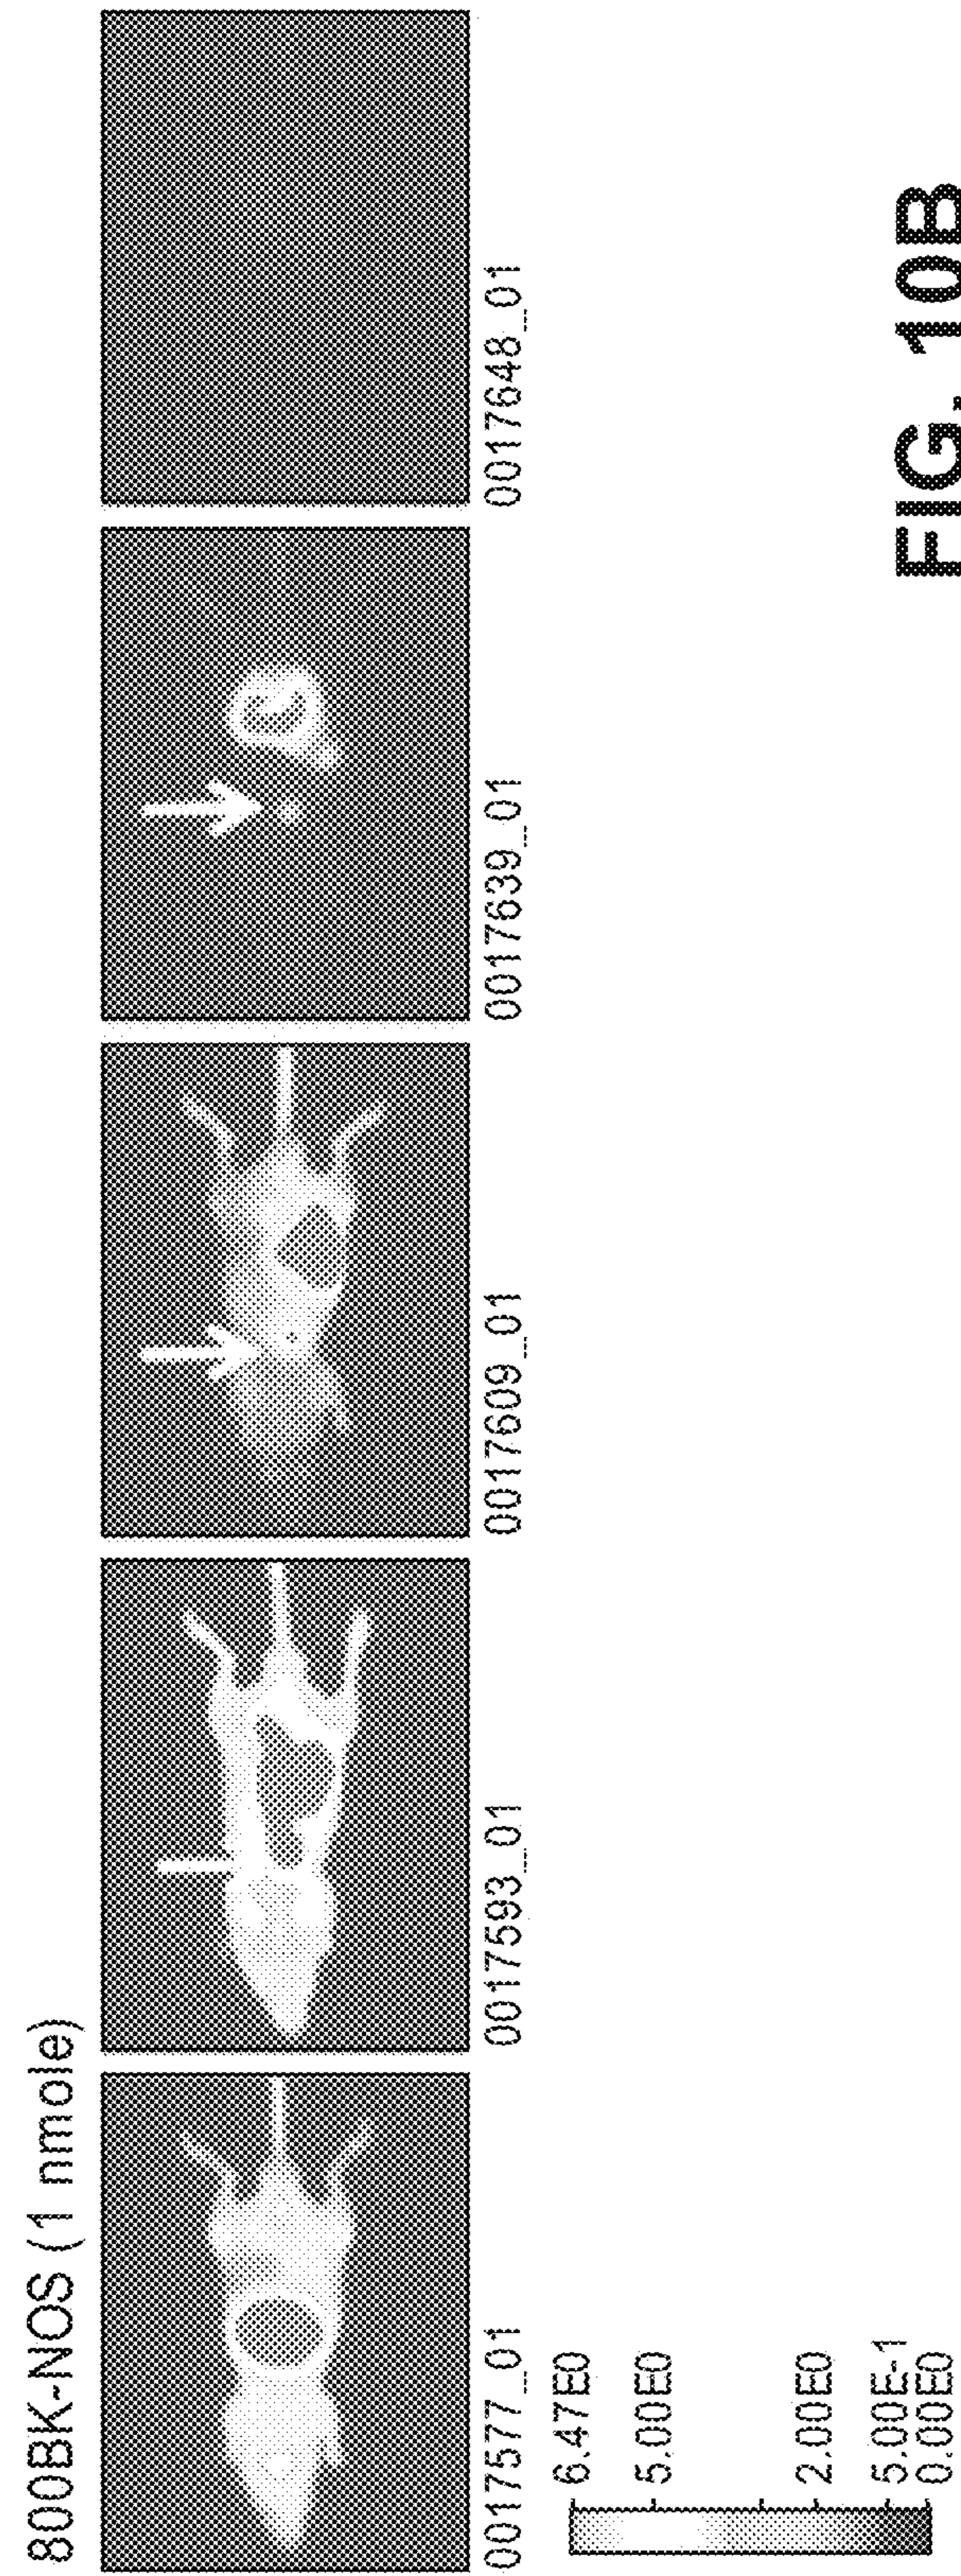 800BK-NOS (1 nmole)
0017577_01
0017593_01
0017609_01
0017639_01
0017648_01
6.47E0
5.00E0
2.00E0
5.00E-1
0.00E0
FIG. 10B